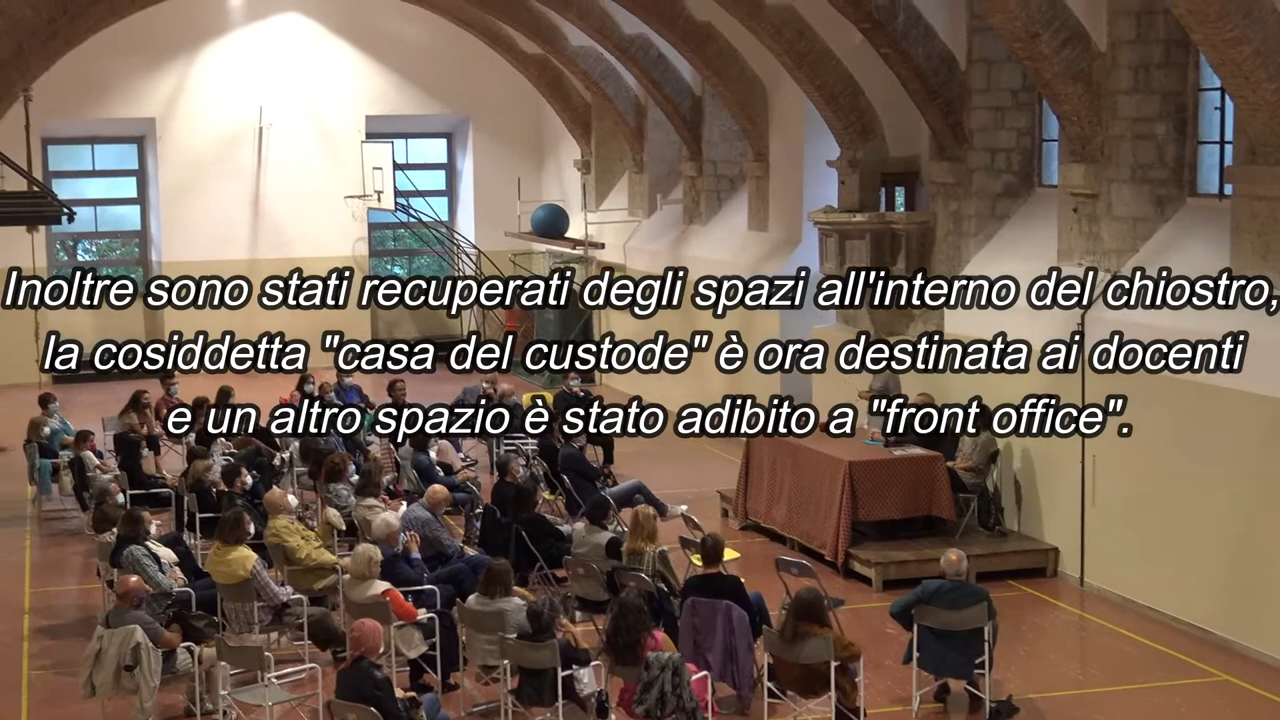 Inoltre sono stati recuperati degli spazi all'interno del chiostro,
la cosiddetta "casa del custode" è ora destinata ai docenti
e un altro spazio è stato adibito a "front office".